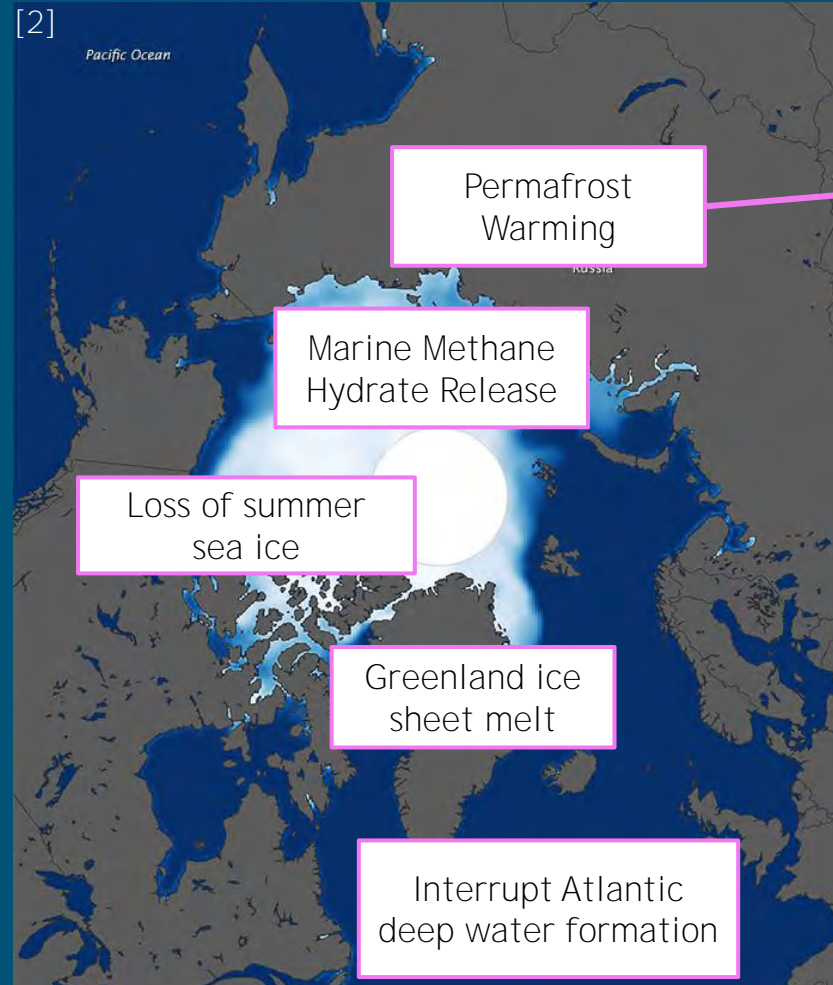 [2]
Pacific Ocean
Permafrost
Warming
Russia
Marine Methane
Hydrate Release
Loss of summer
sea ice
Greenland ice
sheet melt
Interrupt Atlantic
deep water formation